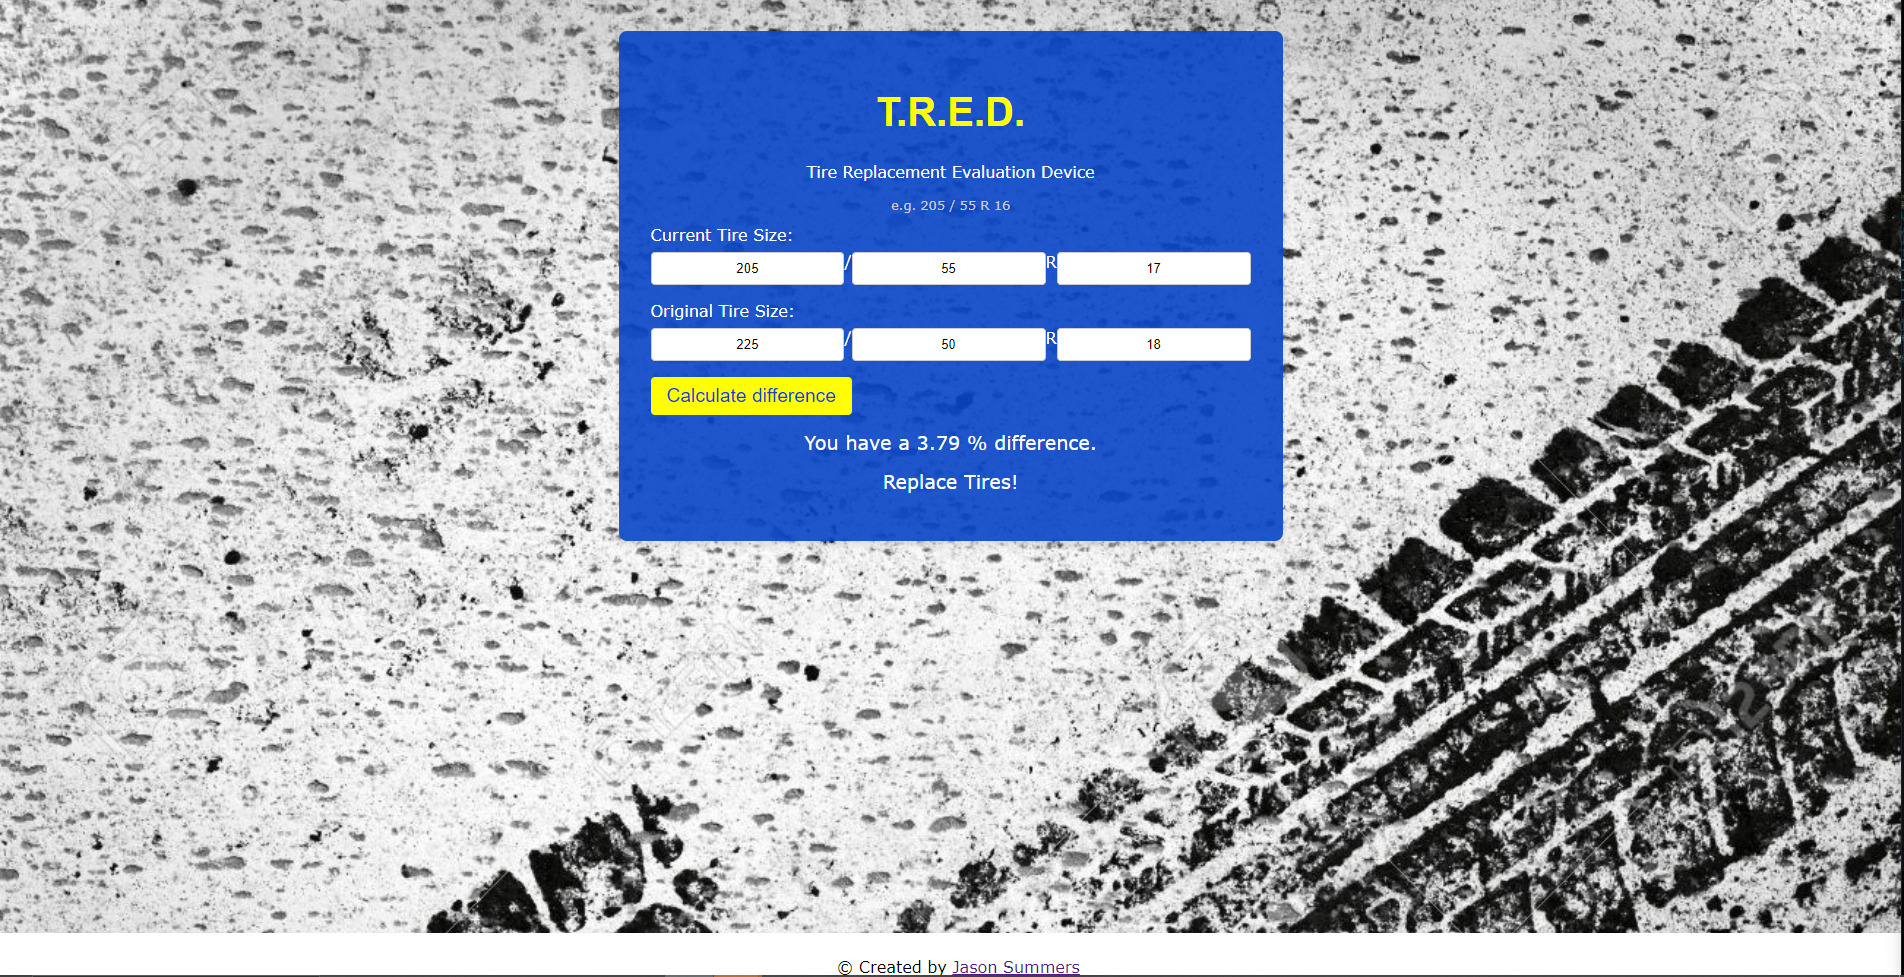 T.R.E.D.
Tire Replacement Evaluation Device
e.g. 205 / 55 R 16
Current Tire Size:
205 / 55 R 17
Original Tire Size:
225 / 50 R 18
Calculate difference
You have a 3.79 % difference.
Replace Tires!
© Created by Jason Summers